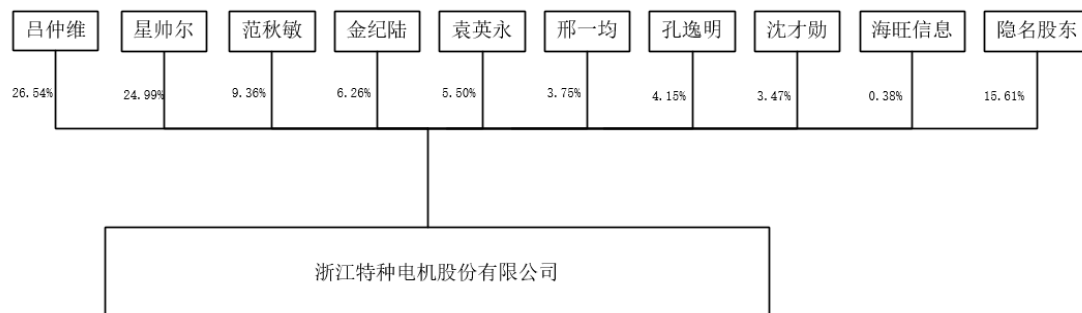 吕仲维
星帅尔
范秋敏
金纪陆
袁英永
邢一均
孔逸明
沈才勋
海旺信息
隐名股东
26.54%
24.99%
9.36%
6.26%
5.50%
3.75%
4.15%
3.47%
0.38%
15.61%
浙江特种电机股份有限公司